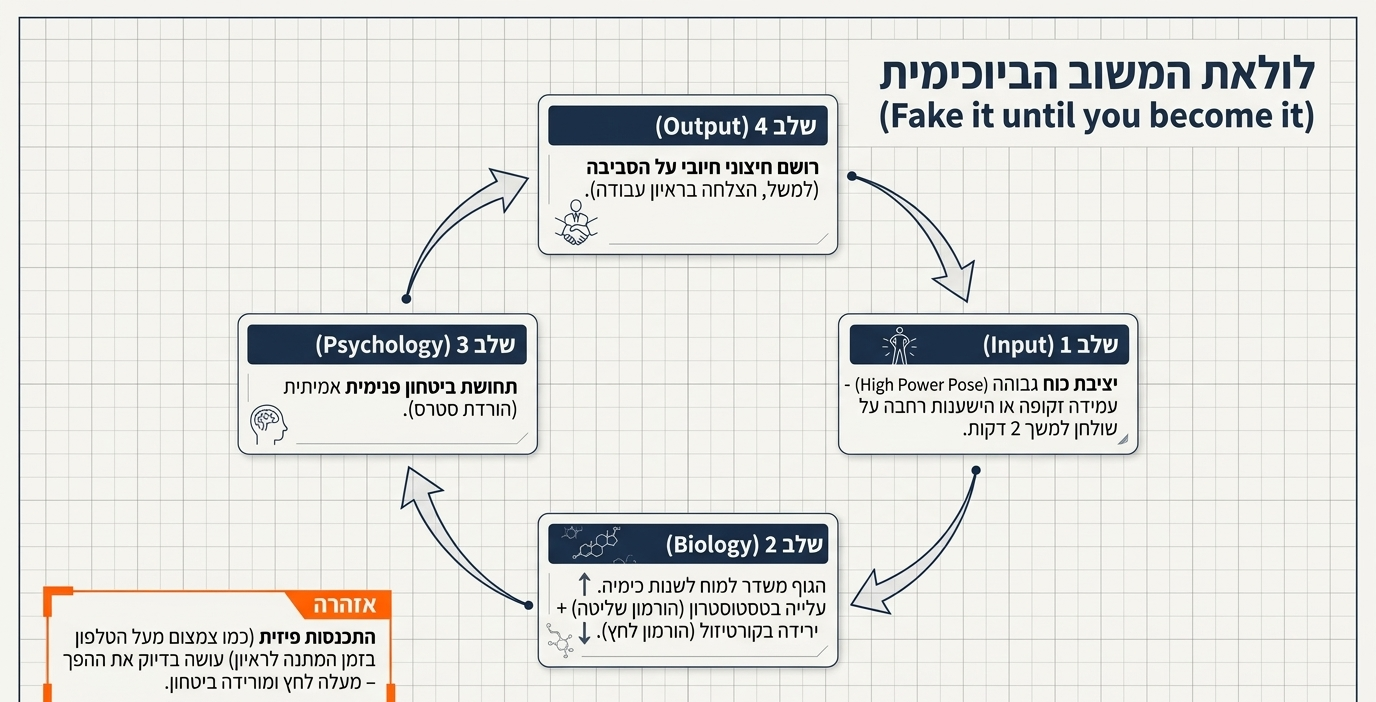 לולאת המשוב הביוכימית
(Fake it until you become it)
שלב 1 (Input)
יציבת כוח גבוהה (High Power Pose) -
עמידה זקופה או הישענות רחבה על
שולחן למשך 2 דקות.
שלב 2 (Biology)
הגוף משדר למוח לשנות כימיה. ↑
עלייה בטסטוסטרון (הורמון שליטה) +
ירידה בקורטיזול (הורמון לחץ). ↓
שלב 3 (Psychology)
תחושת ביטחון פנימית אמיתית
(הורדת סטרס).
שלב 4 (Output)
רושם חיצוני חיובי על הסביבה
(למשל, הצלחה בראיון עבודה).
אזהרה
התכנסות פיזית (כמו צמצום מעל הטלפון
בזמן המתנה לראיון) עושה בדיוק את ההפך
– מעלה לחץ ומורידה ביטחון.